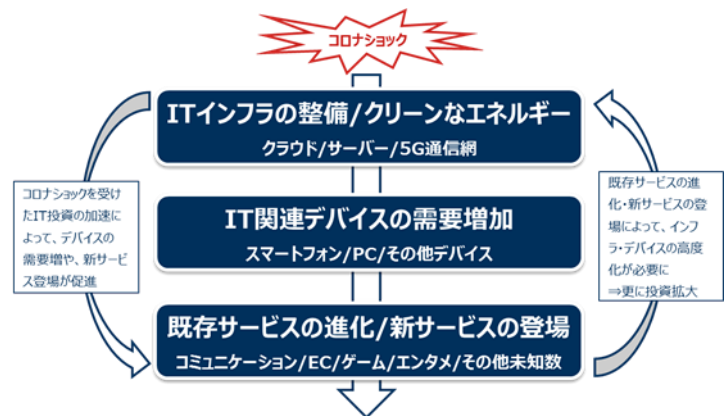 コロナショック
ITインフラの整備/クリーンなエネルギー
クラウド/サーバー/5G通信網
コロナショックを受け
たIT投資の加速に
よって、デバイスの
需要増や、新サービ
ス登場が促進
IT関連デバイスの需要増加
スマートフォン/PC/その他デバイス
既存サービスの進
化・新サービスの登
場によって、インフ
ラ・デバイスの高度
化が必要に
⇒更に投資拡大
既存サービスの進化/新サービスの登場
コミュニケーション/EC/ゲーム/エンタメ/その他未知数